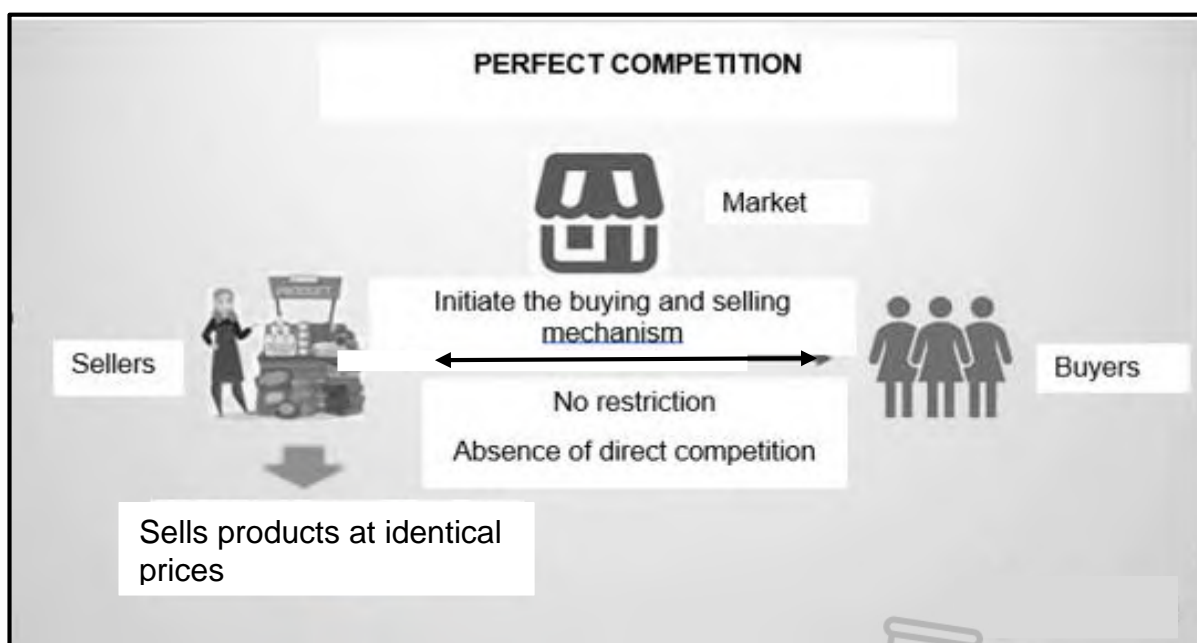 PERFECT COMPETITION
Market
Initiate the buying and selling
mechanism
Sellers
Buyers
No restriction
Absence of direct competition
Sells products at identical
prices